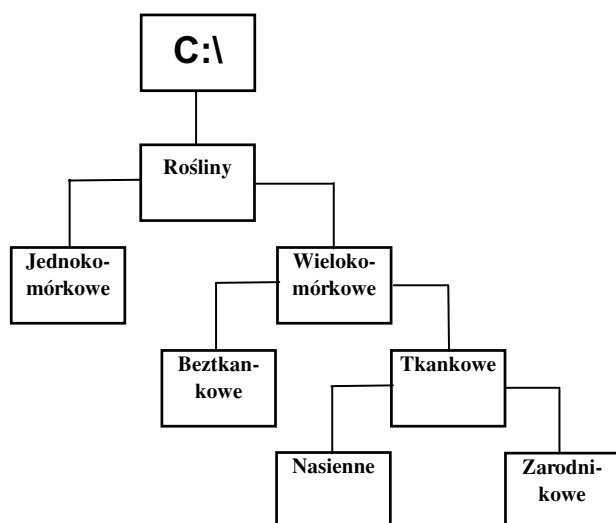 C:\
Rośliny
Jednoko-
mórkowe
Wieloko-
mórkowe
Beztkan-
kowe
Tkankowe
Nasienne
Zarodni-
kowe